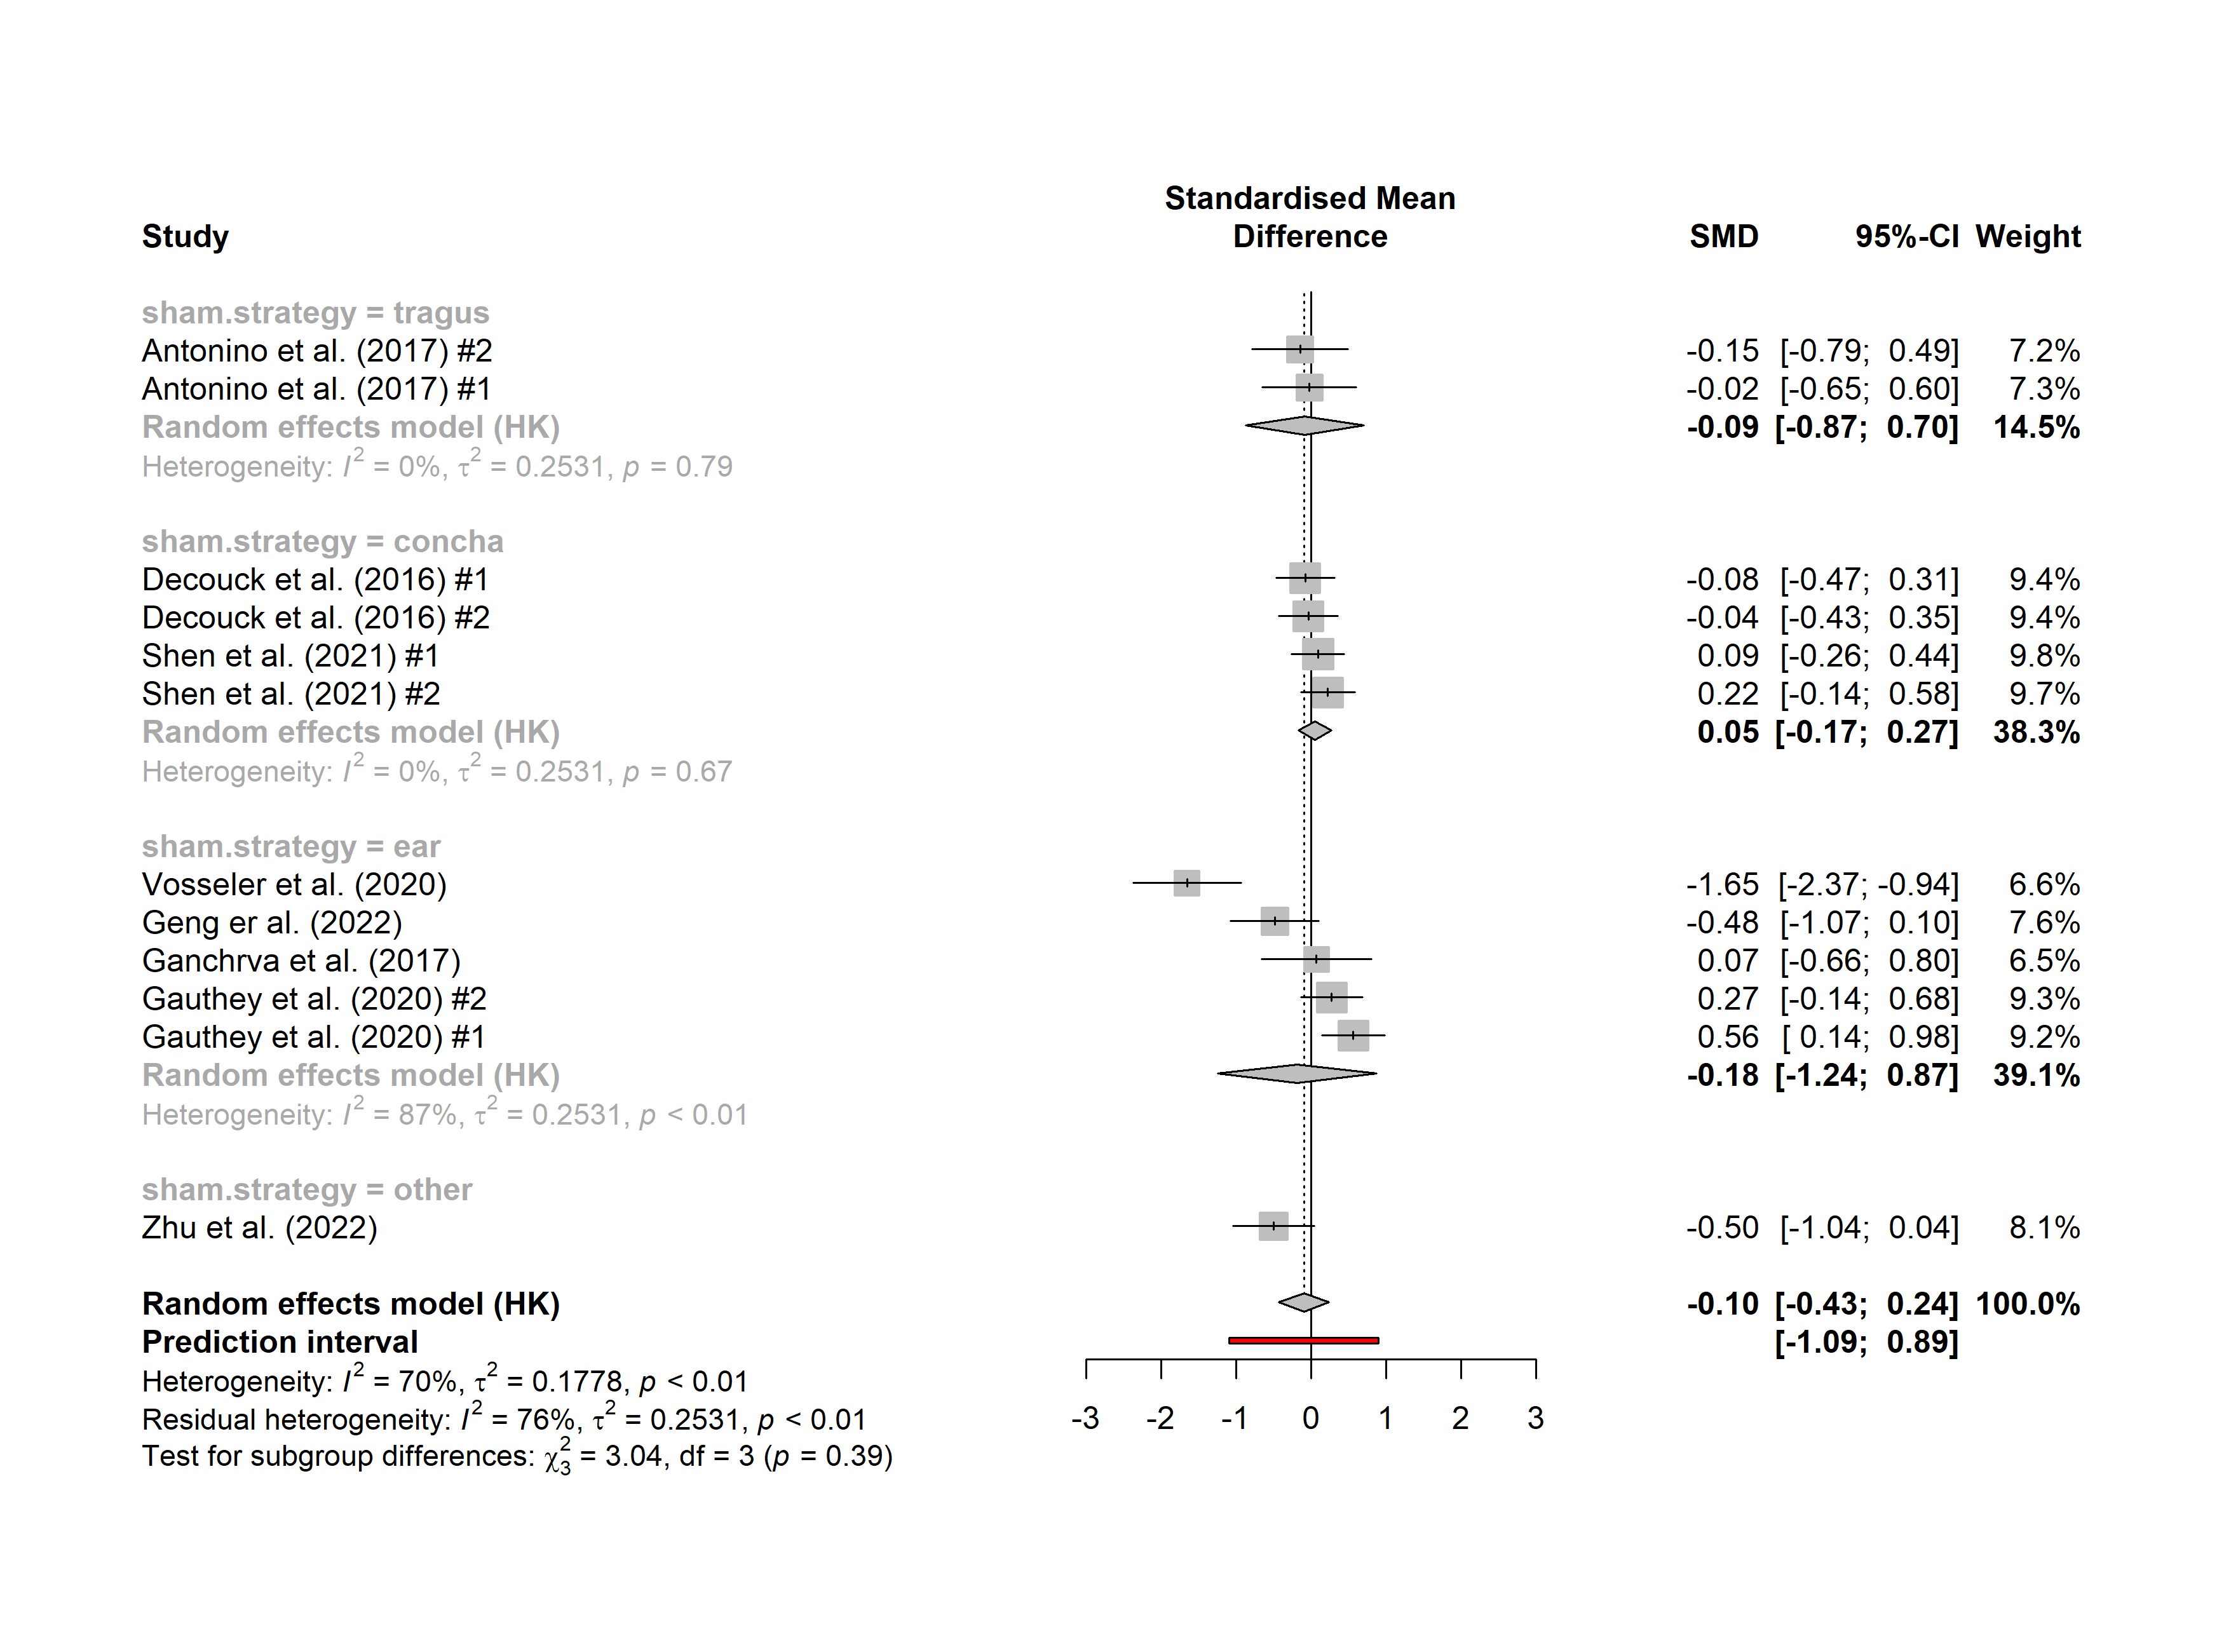 Standardised Mean
Study Difference SMD 95%-CI Weight
sham.strategy = tragus
Antonino et al. (2017) #2 -0.15 [-0.79; 0.49] 7.2%
Antonino et al. (2017) #1 -0.02 [-0.65; 0.60] 7.3%
Random effects model (HK) -0.09 [-0.87; 0.70] 14.5%
Heterogeneity: I² = 0%, τ² = 0.2531, p = 0.79
sham.strategy = concha
Decouck et al. (2016) #1 -0.08 [-0.47; 0.31] 9.4%
Decouck et al. (2016) #2 -0.04 [-0.43; 0.35] 9.4%
Shen et al. (2021) #1 0.09 [-0.26; 0.44] 9.8%
Shen et al. (2021) #2 0.22 [-0.14; 0.58] 9.7%
Random effects model (HK) 0.05 [-0.17; 0.27] 38.3%
Heterogeneity: I² = 0%, τ² = 0.2531, p = 0.67
sham.strategy = ear
Vosseler et al. (2020) -1.65 [-2.37; -0.94] 6.6%
Geng er al. (2022) -0.48 [-1.07; 0.10] 7.6%
Ganchrva et al. (2017) 0.07 [-0.66; 0.80] 6.5%
Gauthey et al. (2020) #2 0.27 [-0.14; 0.68] 9.3%
Gauthey et al. (2020) #1 0.56 [ 0.14; 0.98] 9.2%
Random effects model (HK) -0.18 [-1.24; 0.87] 39.1%
Heterogeneity: I² = 87%, τ² = 0.2531, p < 0.01
sham.strategy = other
Zhu et al. (2022) -0.50 [-1.04; 0.04] 8.1%
Random effects model (HK) -0.10 [-0.43; 0.24] 100.0%
Prediction interval [-1.09; 0.89]
Heterogeneity: I² = 70%, τ² = 0.1778, p < 0.01
Residual heterogeneity: I² = 76%, τ² = 0.2531, p < 0.01
-3 -2 -1 0 1 2 3
Test for subgroup differences: χ²₃ = 3.04, df = 3 (p = 0.39)